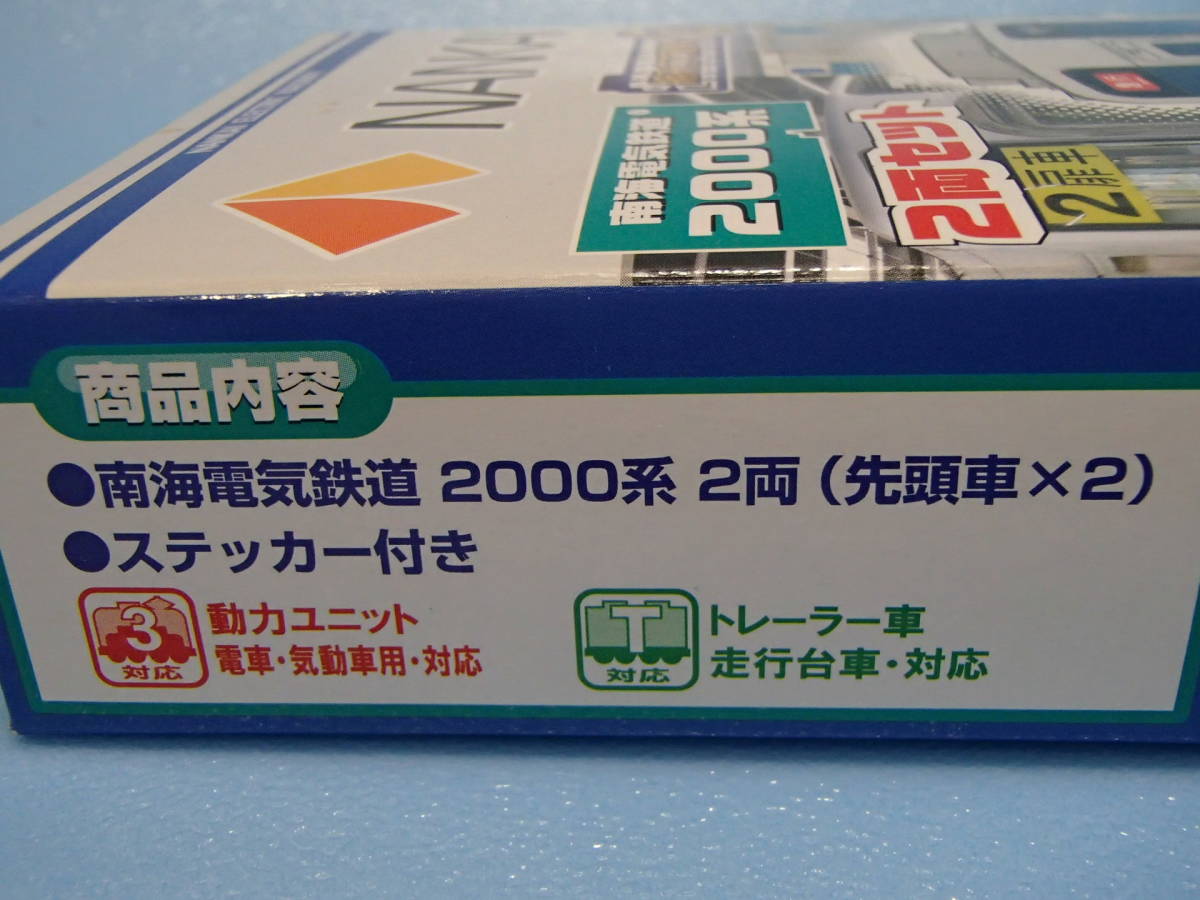 NANKAI
南海電気鉄道
2000系
2両セット
2扉車
商品内容
●南海電気鉄道 2000系 2両（先頭車×2）
●ステッカー付き
3
対応
動力ユニット
電車・気動車用・対応
T
対応
トレーラー車
走行台車・対応